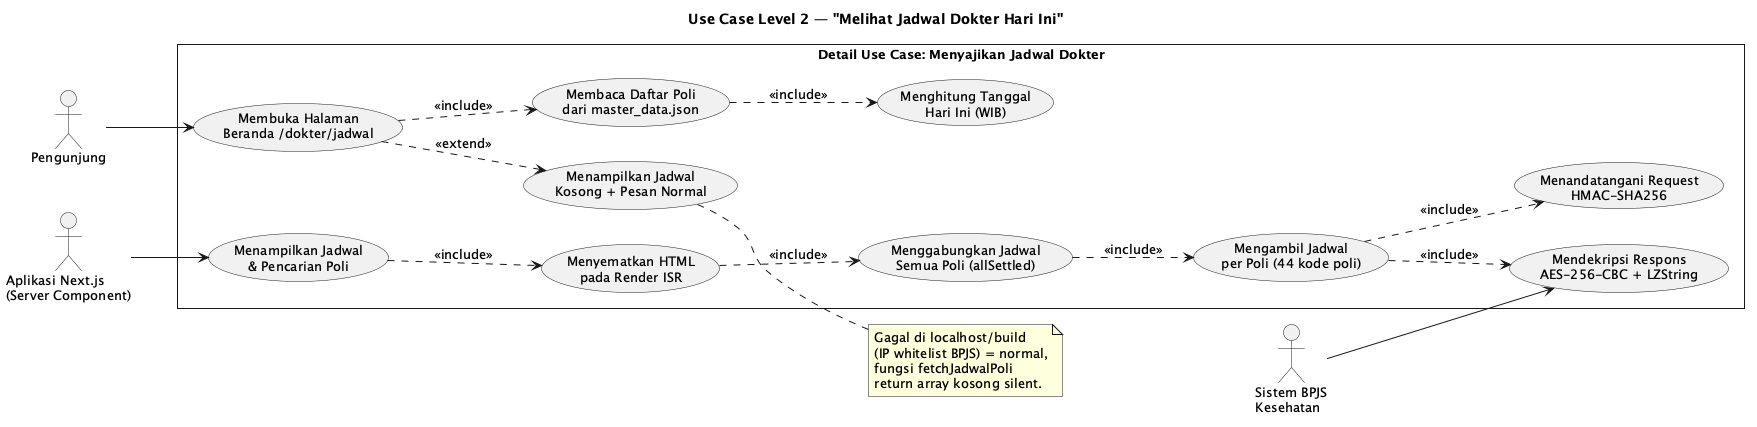 Use Case Level 2 — "Melihat Jadwal Dokter Hari Ini"
Detail Use Case: Menyajikan Jadwal Dokter
Pengunjung
Membuka Halaman
Beranda /dokter/jadwal
«include»
Membaca Daftar Poli
dari master_data.json
«include»
Menghitung Tanggal
Hari Ini (WIB)
«extend»
Menampilkan Jadwal
Kosong + Pesan Normal
Aplikasi Next.js
(Server Component)
Menampilkan Jadwal
& Pencarian Poli
«include»
Menyematkan HTML
pada Render ISR
«include»
Menggabungkan Jadwal
Semua Poli (allSettled)
«include»
Mengambil Jadwal
per Poli (44 kode poli)
«include»
Menandatangani Request
HMAC-SHA256
«include»
Mendekripsi Respons
AES-256-CBC + LZString
Gagal di localhost/build
(IP whitelist BPJS) = normal,
fungsi fetchJadwalPoli
return array kosong silent.
Sistem BPJS
Kesehatan